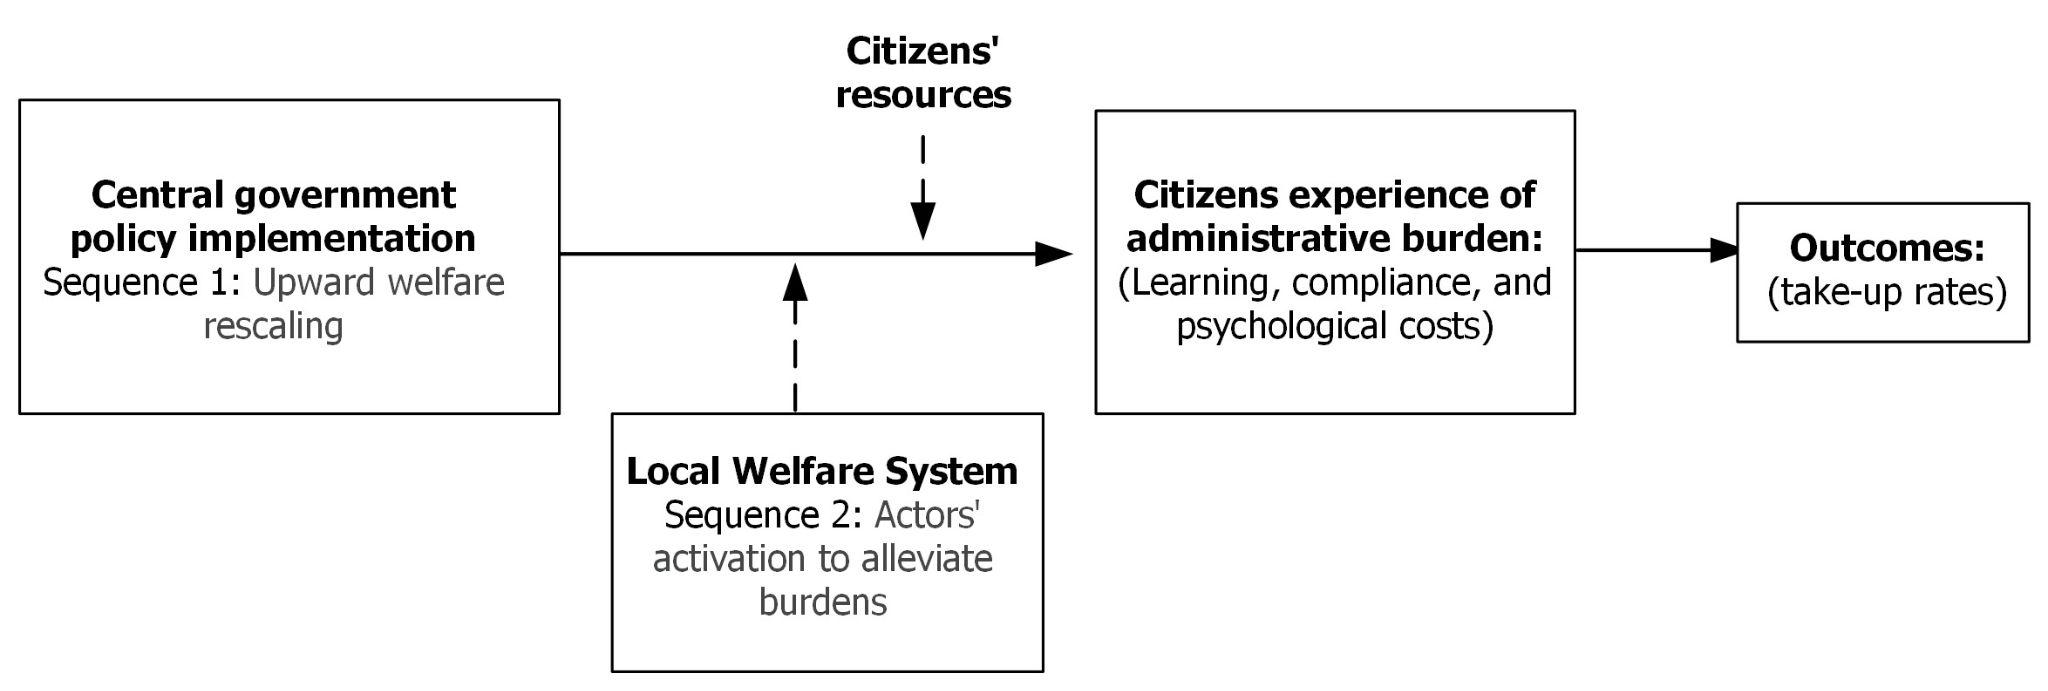 Citizens'
resources
Central government
policy implementation
Sequence 1: Upward welfare
rescaling
Citizens experience of
administrative burden:
(Learning, compliance, and
psychological costs)
Outcomes:
(take-up rates)
Local Welfare System
Sequence 2: Actors'
activation to alleviate
burdens